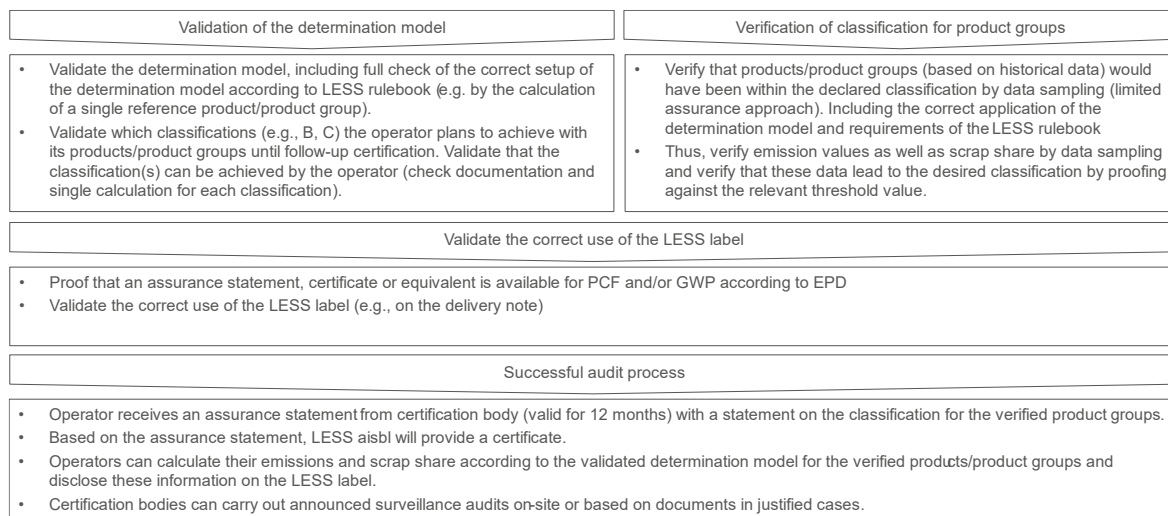 Validation of the determination model
• Validate the determination model, including full check of the correct setup of
the determination model according to LESS rulebook (e.g. by the calculation
of a single reference product/product group).
• Validate which classifications (e.g., B, C) the operator plans to achieve with
its products/product groups until follow-up certification. Validate that the
classification(s) can be achieved by the operator (check documentation and
single calculation for each classification).
Verification of classification for product groups
• Verify that products/product groups (based on historical data) would
have been within the declared classification by data sampling (limited
assurance approach). Including the correct application of the
determination model and requirements of the LESS rulebook
• Thus, verify emission values as well as scrap share by data sampling
and verify that these data lead to the desired classification by proofing
against the relevant threshold value.
Validate the correct use of the LESS label
• Proof that an assurance statement, certificate or equivalent is available for PCF and/or GWP according to EPD
• Validate the correct use of the LESS label (e.g., on the delivery note)
Successful audit process
• Operator receives an assurance statement from certification body (valid for 12 months) with a statement on the classification for the verified product groups.
• Based on the assurance statement, LESS aisbl will provide a certificate.
• Operators can calculate their emissions and scrap share according to the validated determination model for the verified products/product groups and
disclose these information on the LESS label.
• Certification bodies can carry out announced surveillance audits on-site or based on documents in justified cases.